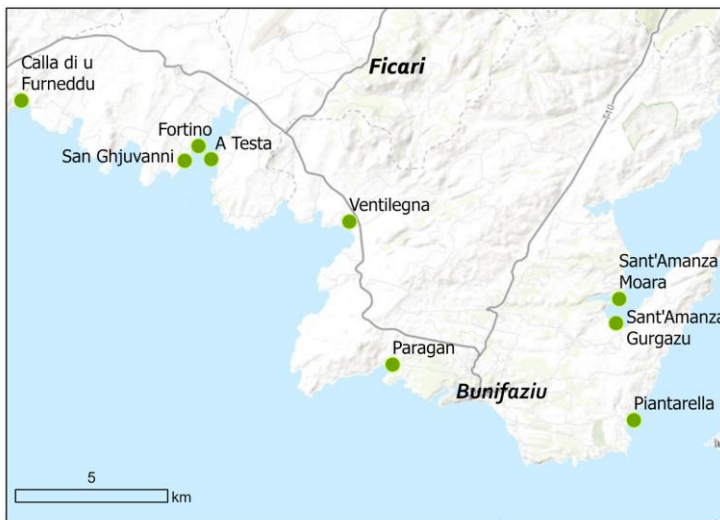 Calla di u
Furneddu
Ficari
Fortino
A Testa
San Ghjuvanni
T-10
Ventilegna
Sant'Amanza
Moara
Sant'Amanza
Gurgazu
Paragan
Bunifaziu
Piantarella
5
km